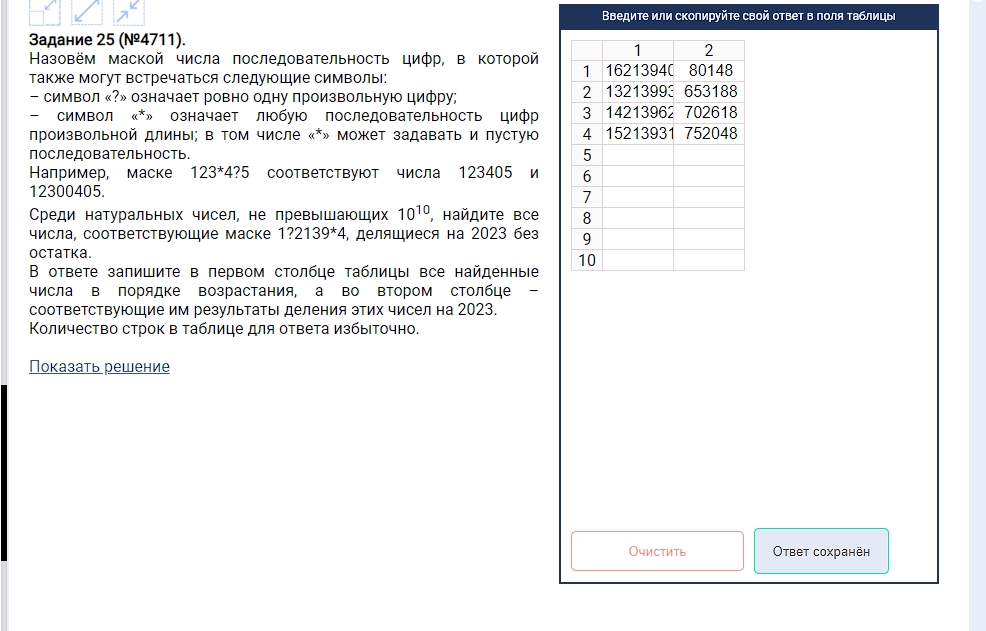 Задание 25 (№4711).
Назовём маской числа последовательность цифр, в которой
также могут встречаться следующие символы:
– символ «?» означает ровно одну произвольную цифру;
– символ «*» означает любую последовательность цифр
произвольной длины; в том числе «*» может задавать и пустую
последовательность.
Например, маске 123*4?5 соответствуют числа 123405 и
12300405.
Среди натуральных чисел, не превышающих 10¹⁰, найдите все
числа, соответствующие маске 1?2139*4, делящиеся на 2023 без
остатка.
В ответе запишите в первом столбце таблицы все найденные
числа в порядке возрастания, а во втором столбце –
соответствующие им результаты деления этих чисел на 2023.
Количество строк в таблице для ответа избыточно.
Показать решение
Введите или скопируйте свой ответ в поля таблицы
1 2
1 16213940 80148
2 13213993 653188
3 14213962 702618
4 15213931 752048
5
6
7
8
9
10
Очистить
Ответ сохранён